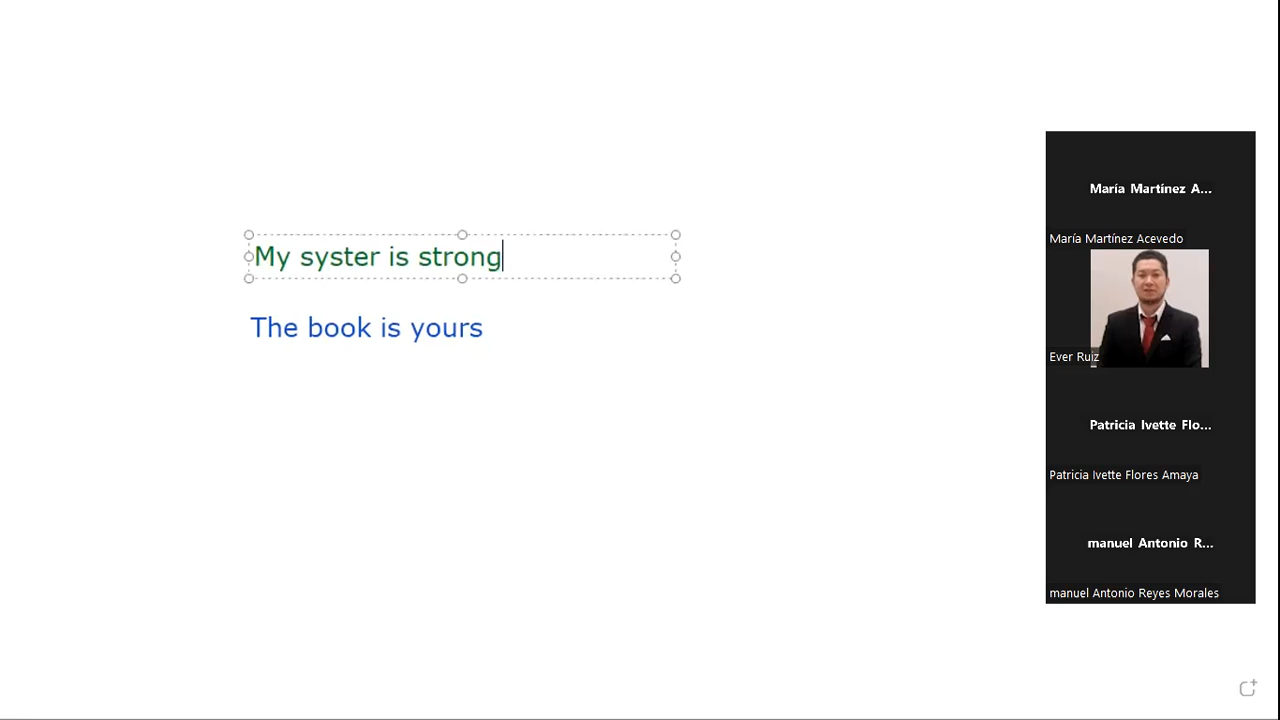 My syster is strong
The book is yours
María Martínez A...
María Martínez Acevedo
Ever Ruiz
Patricia Ivette Flo...
Patricia Ivette Flores Amaya
manuel Antonio R...
manuel Antonio Reyes Morales